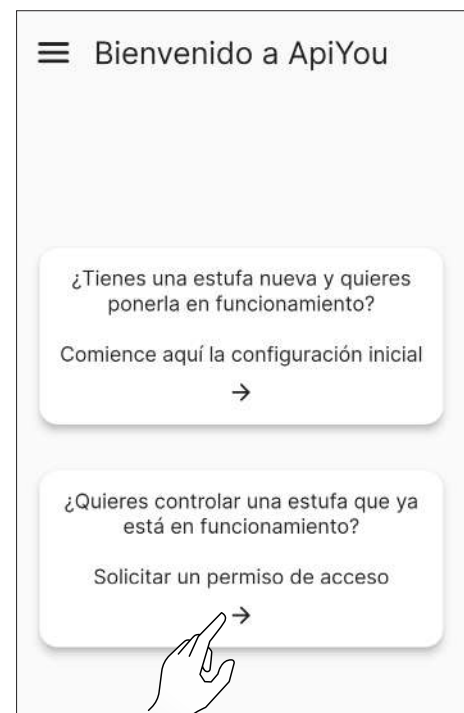 Bienvenido a ApiYou
¿Tienes una estufa nueva y quieres
ponerla en funcionamiento?
Comience aquí la configuración inicial
→
¿Quieres controlar una estufa que ya
está en funcionamiento?
Solicitar un permiso de acceso
→